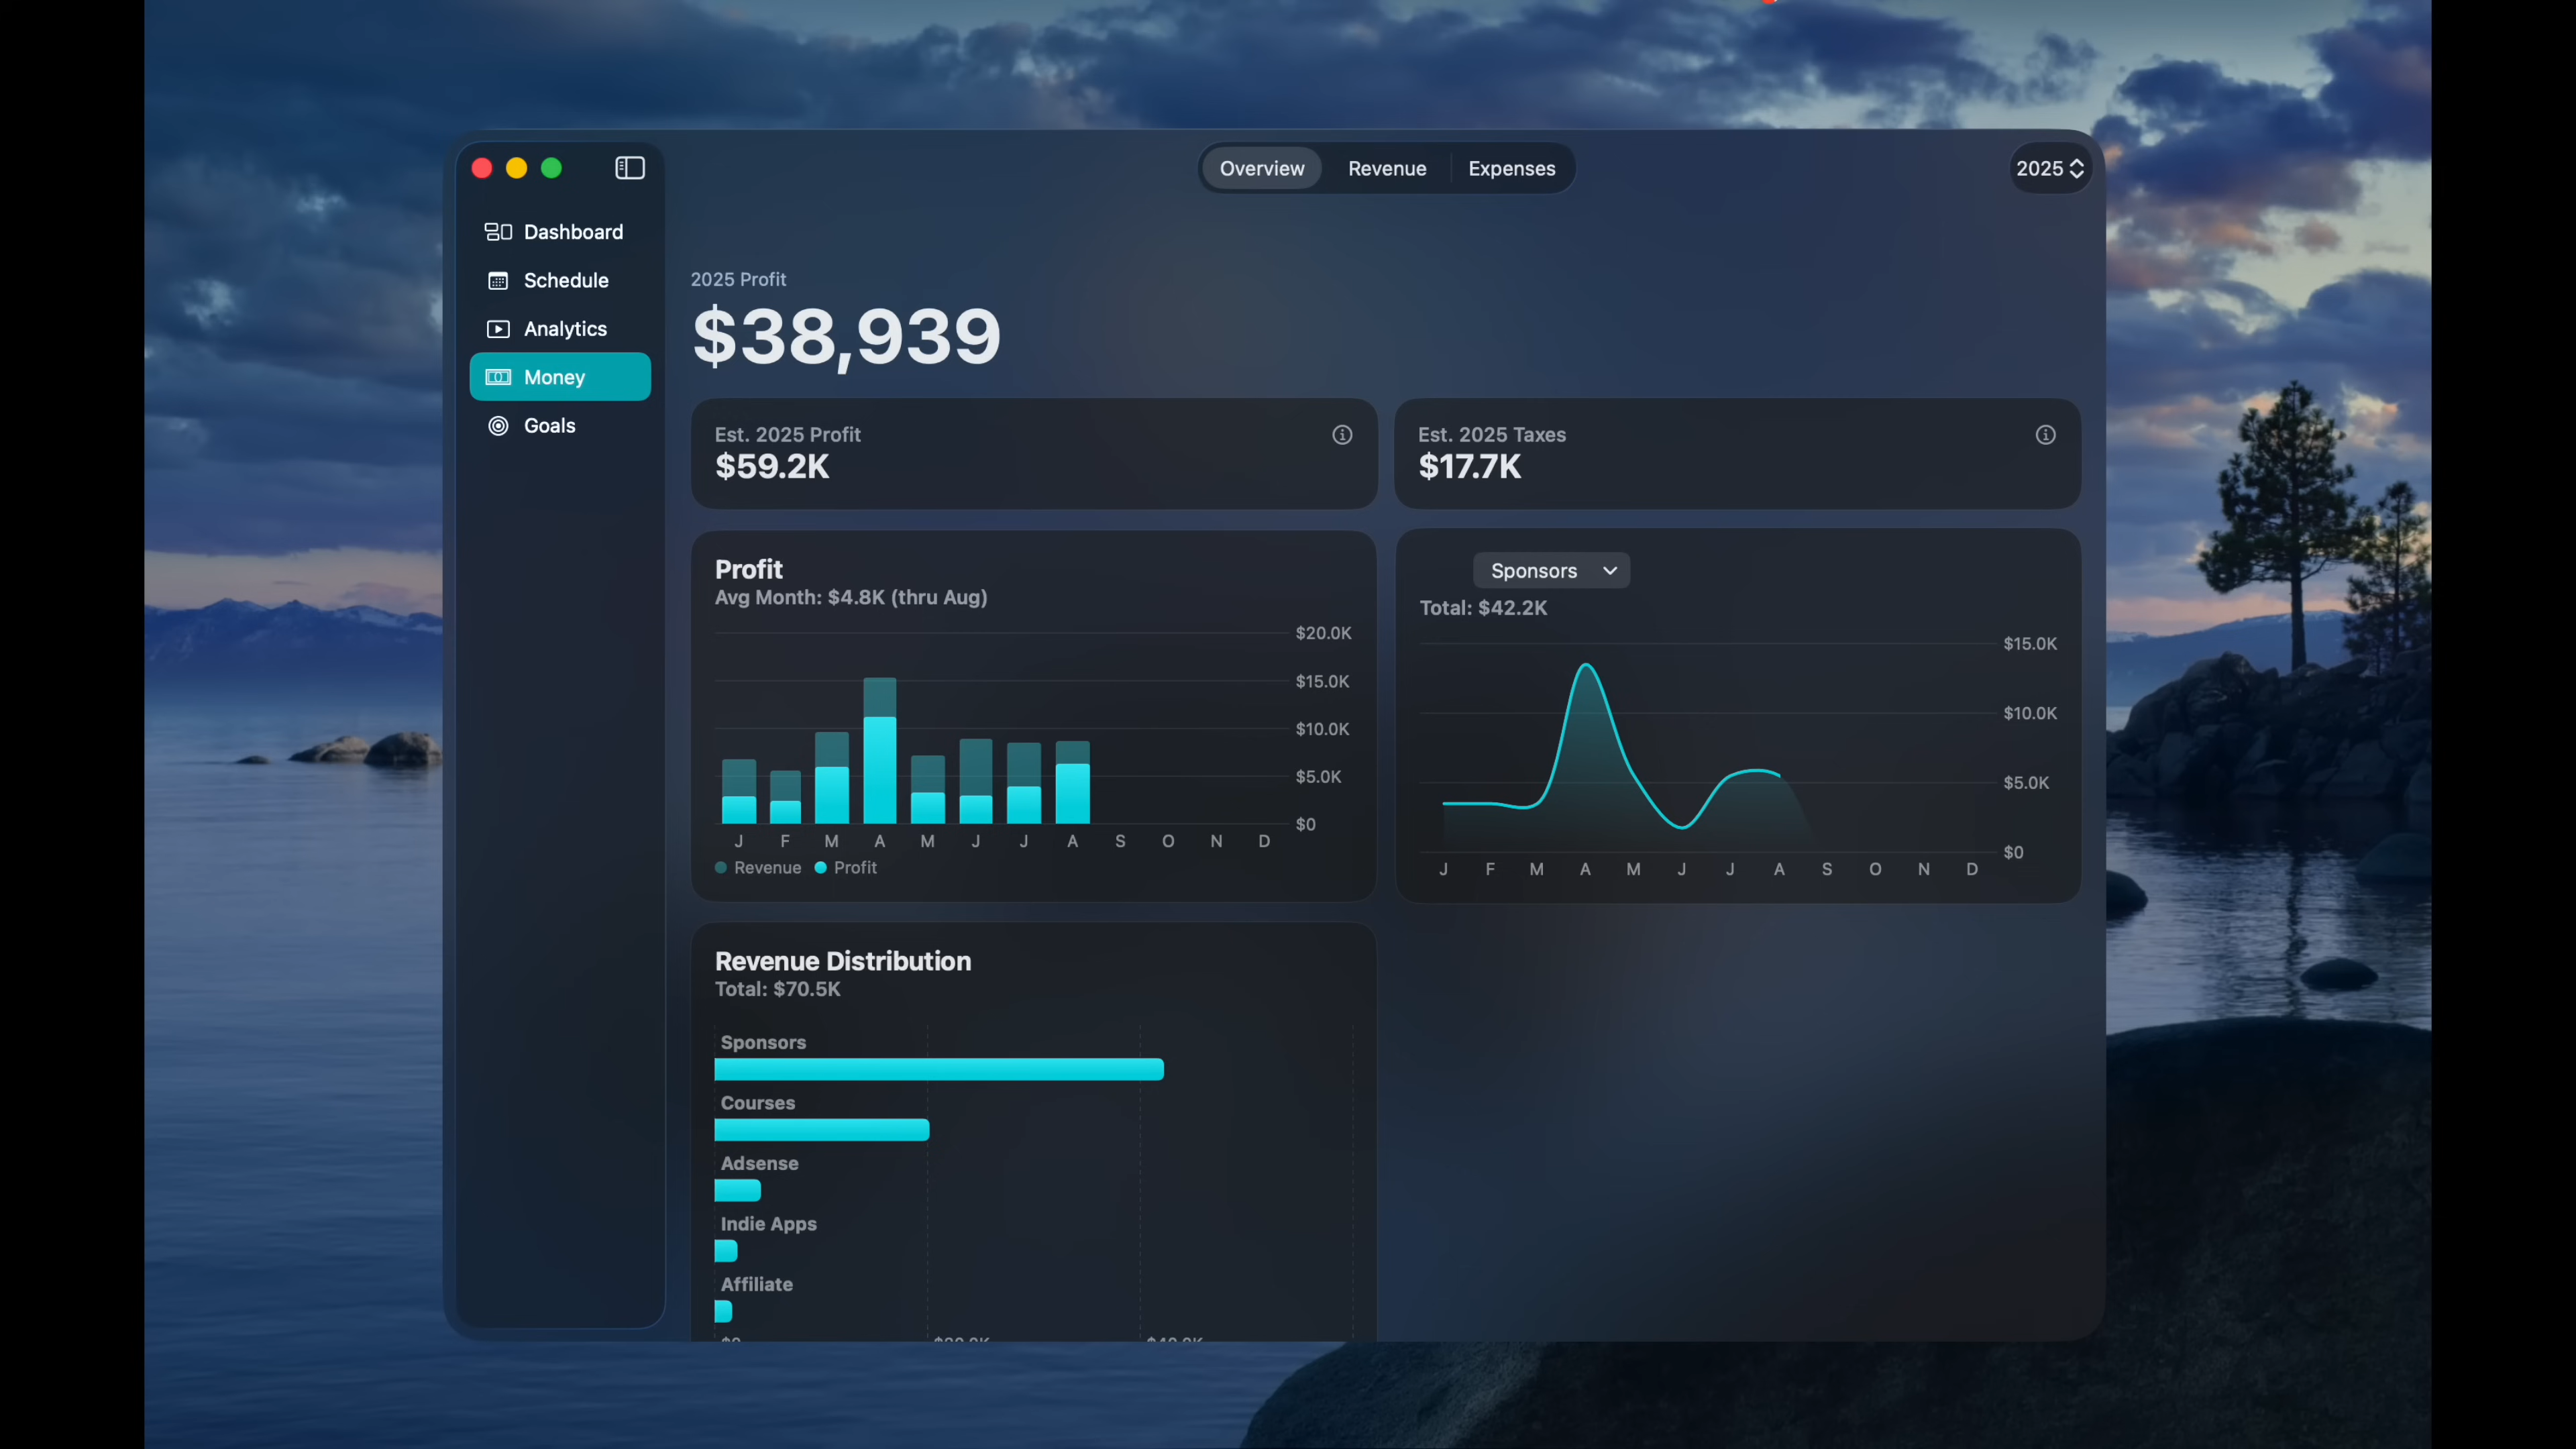 Overview Revenue Expenses
2025
Dashboard
Schedule
Analytics
Money
Goals
2025 Profit
$38,939
Est. 2025 Profit
$59.2K
Est. 2025 Taxes
$17.7K
Profit
Avg Month: $4.8K (thru Aug)
$20.0K
$15.0K
$10.0K
$5.0K
$0
J F M A M J J A S O N D
Revenue Profit
Sponsors
Total: $42.2K
$15.0K
$10.0K
$5.0K
$0
J F M A M J J A S O N D
Revenue Distribution
Total: $70.5K
Sponsors
Courses
Adsense
Indie Apps
Affiliate